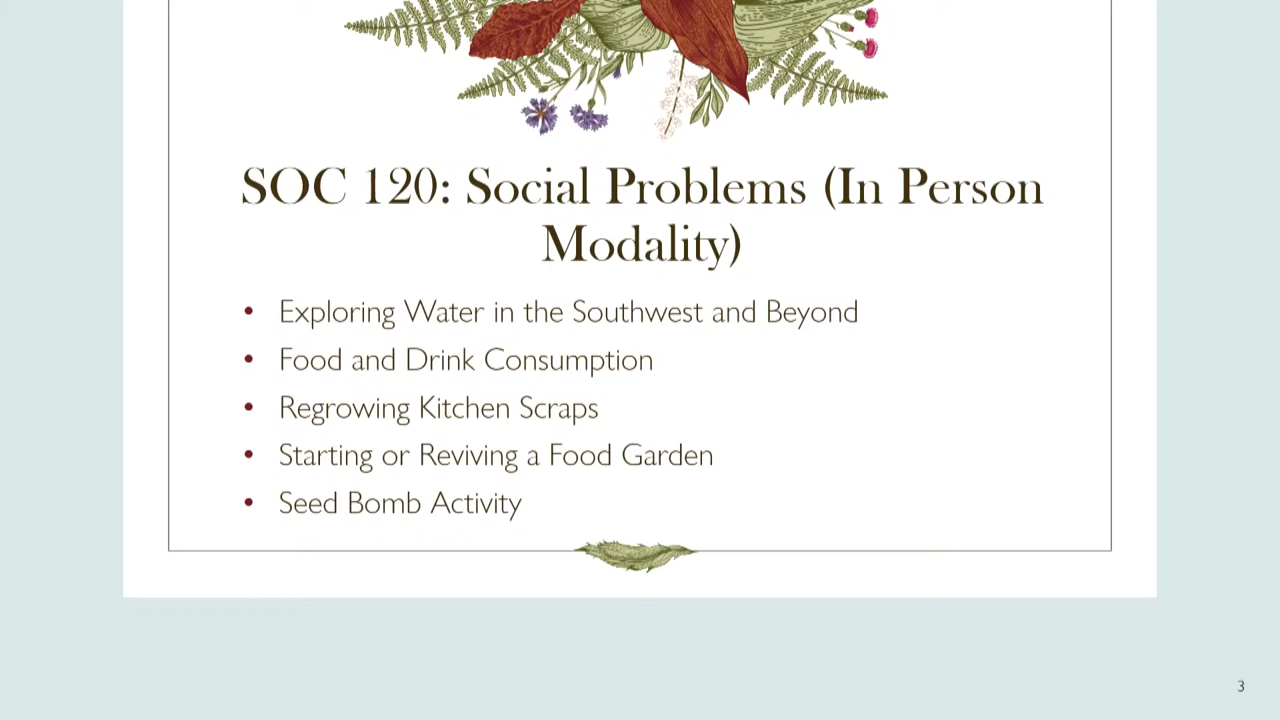 SOC 120: Social Problems (In Person
Modality)
• Exploring Water in the Southwest and Beyond
• Food and Drink Consumption
• Regrowing Kitchen Scraps
• Starting or Reviving a Food Garden
• Seed Bomb Activity
3